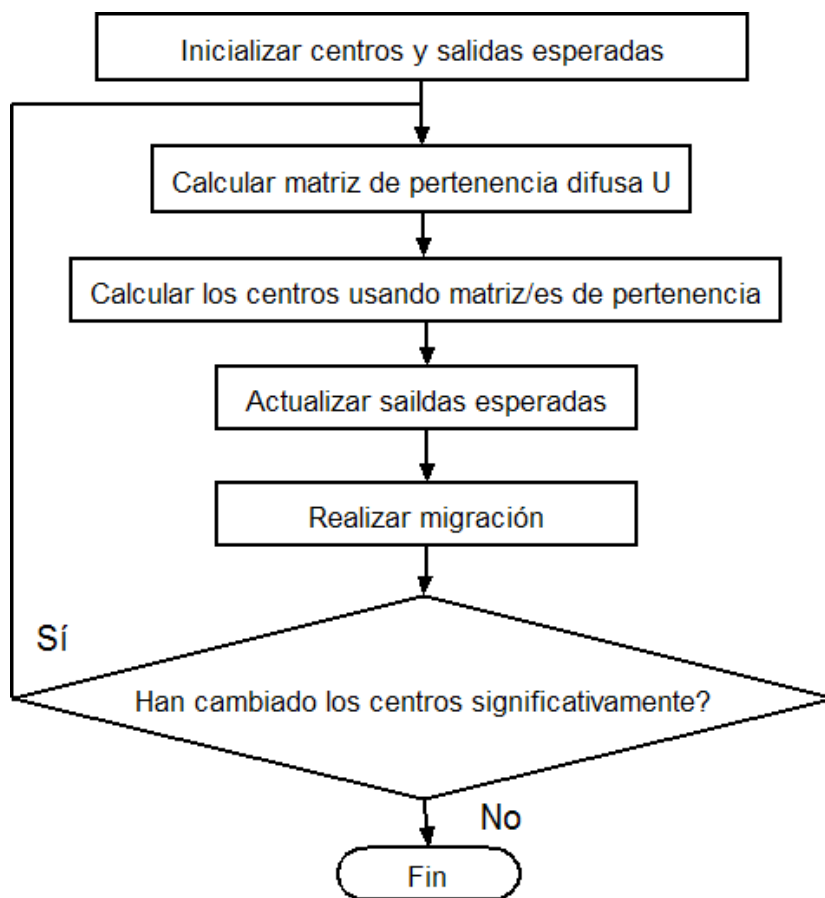 Inicializar centros y salidas esperadas
Calcular matriz de pertenencia difusa U
Calcular los centros usando matriz/es de pertenencia
Actualizar saildas esperadas
Realizar migración
Sí
Han cambiado los centros significativamente?
No
Fin